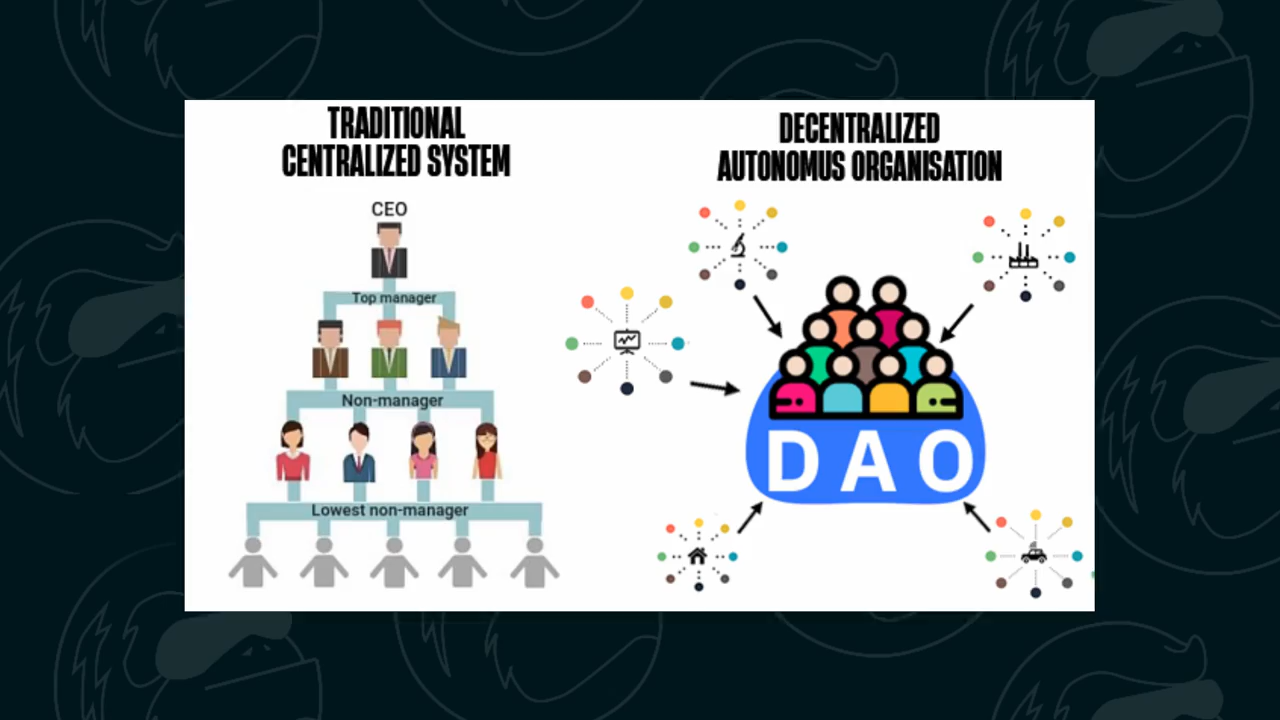 TRADITIONAL
CENTRALIZED SYSTEM
CEO
Top manager
Non-manager
Lowest non-manager
DECENTRALIZED
AUTONOMUS ORGANISATION
DAO